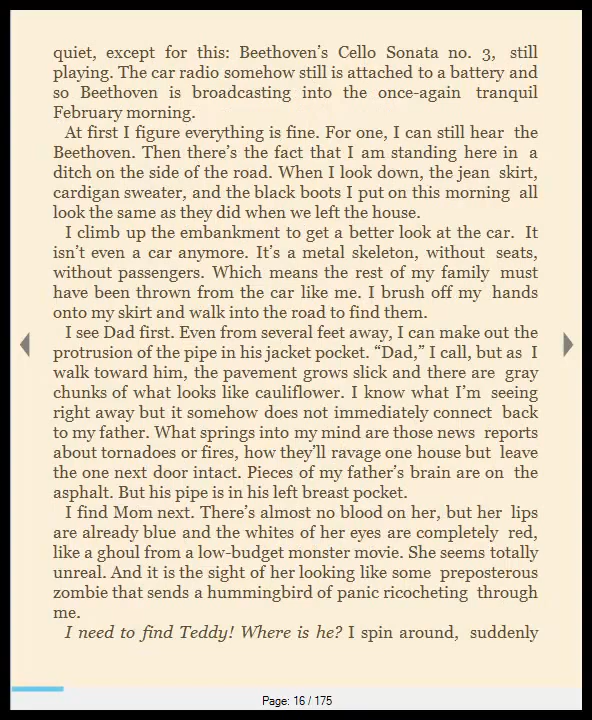 quiet, except for this: Beethoven’s Cello Sonata no. 3, still
playing. The car radio somehow still is attached to a battery and
so Beethoven is broadcasting into the once-again tranquil
February morning.
At first I figure everything is fine. For one, I can still hear the
Beethoven. Then there’s the fact that I am standing here in a
ditch on the side of the road. When I look down, the jean skirt,
cardigan sweater, and the black boots I put on this morning all
look the same as they did when we left the house.
I climb up the embankment to get a better look at the car. It
isn’t even a car anymore. It’s a metal skeleton, without seats,
without passengers. Which means the rest of my family must
have been thrown from the car like me. I brush off my hands
onto my skirt and walk into the road to find them.
I see Dad first. Even from several feet away, I can make out the
protrusion of the pipe in his jacket pocket. “Dad,” I call, but as I
walk toward him, the pavement grows slick and there are gray
chunks of what looks like cauliflower. I know what I’m seeing
right away but it somehow does not immediately connect back
to my father. What springs into my mind are those news reports
about tornadoes or fires, how they’ll ravage one house but leave
the one next door intact. Pieces of my father’s brain are on the
asphalt. But his pipe is in his left breast pocket.
I find Mom next. There’s almost no blood on her, but her lips
are already blue and the whites of her eyes are completely red,
like a ghoul from a low-budget monster movie. She seems totally
unreal. And it is the sight of her looking like some preposterous
zombie that sends a hummingbird of panic ricocheting through
me.
I need to find Teddy! Where is he? I spin around, suddenly
Page: 16 / 175